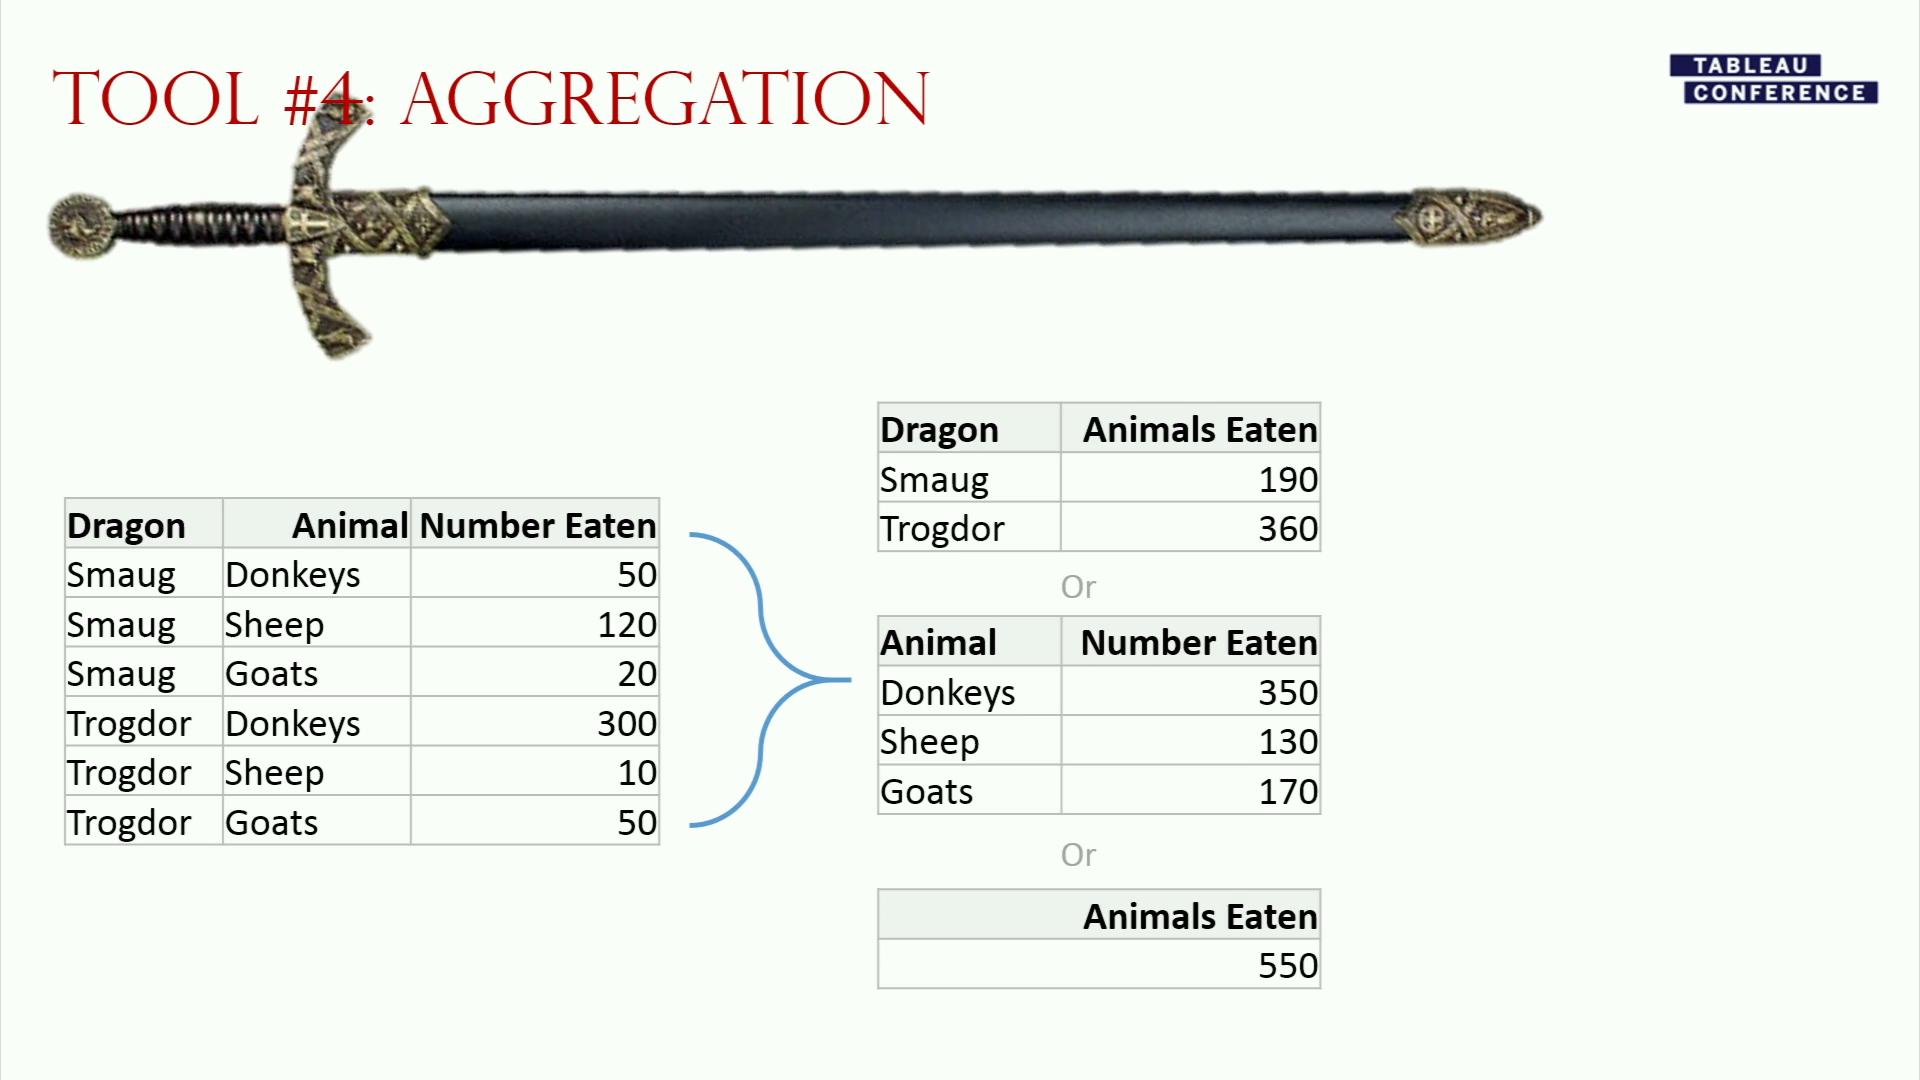 TOOL #4: AGGREGATION
TABLEAU
CONFERENCE
Dragon Animal Number Eaten
Smaug Donkeys 50
Smaug Sheep 120
Smaug Goats 20
Trogdor Donkeys 300
Trogdor Sheep 10
Trogdor Goats 50
Dragon Animals Eaten
Smaug 190
Trogdor 360
Or
Animal Number Eaten
Donkeys 350
Sheep 130
Goats 170
Or
Animals Eaten
550